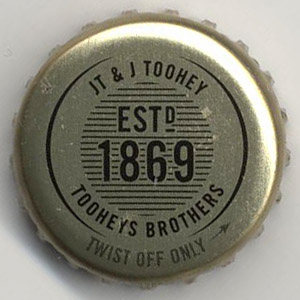 JT & J TOOHEY
ESTD
1869
TOOHEYS BROTHERS
TWIST OFF ONLY →